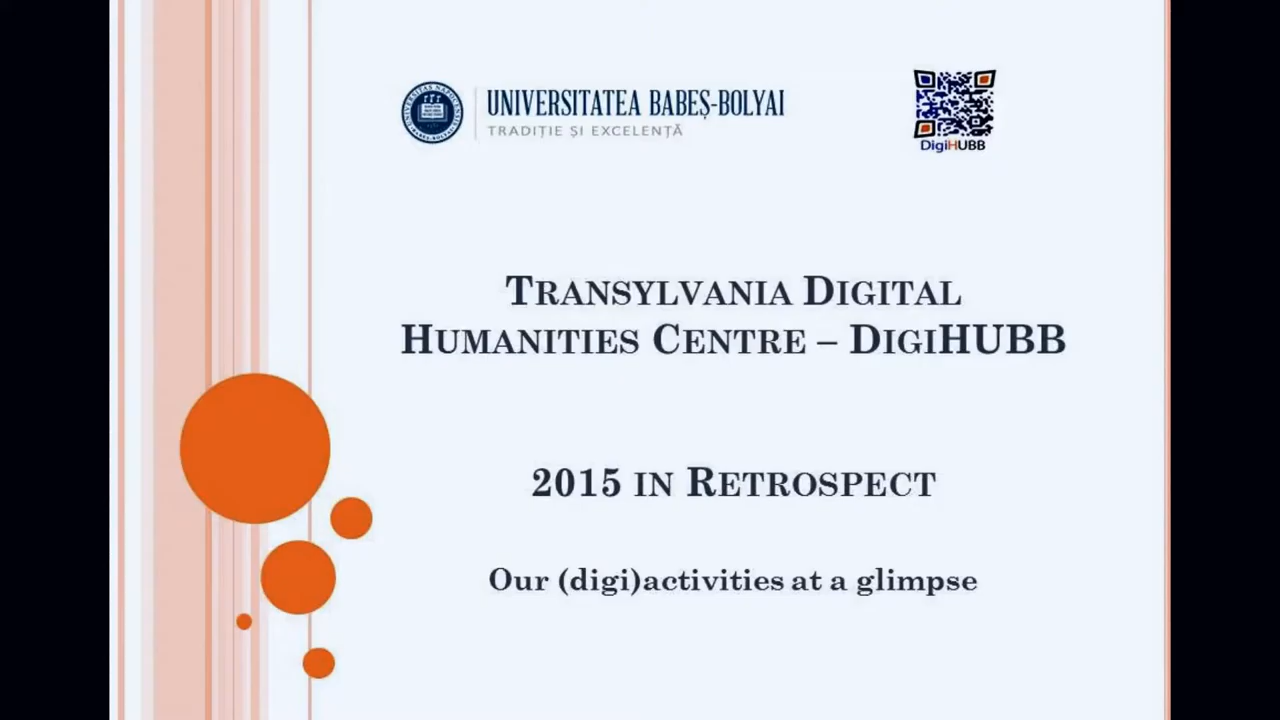 UNIVERSITATEA BABEȘ-BOLYAI
TRADIȚIE ȘI EXCELENȚĂ
DigiHUBB
TRANSYLVANIA DIGITAL
HUMANITIES CENTRE – DIGIHUBB
2015 IN RETROSPECT
Our (digi)activities at a glimpse